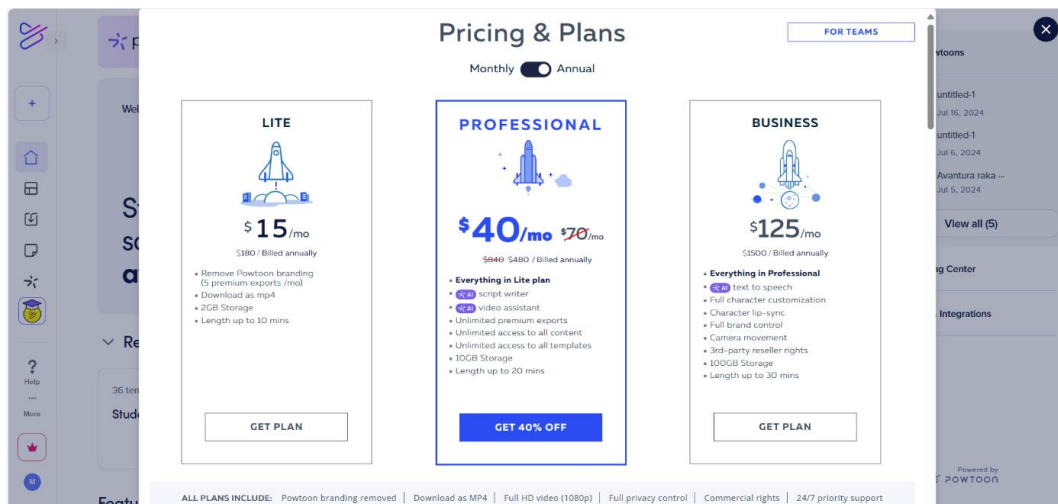 Pricing & Plans
FOR TEAMS
Monthly Annual
LITE
$15/mo
$180 / Billed annually
• Remove Powtoon branding
(5 premium exports /mo)
• Download as mp4
• 2GB Storage
• Length up to 10 mins
GET PLAN
PROFESSIONAL
$40/mo $70/mo
$840 $480 / Billed annually
• Everything in Lite plan
• AI script writer
• AI video assistant
• Unlimited premium exports
• Unlimited access to all content
• Unlimited access to all templates
• 10GB Storage
• Length up to 20 mins
GET 40% OFF
BUSINESS
$125/mo
$1500 / Billed annually
• Everything in Professional
• AI text to speech
• Full character customization
• Character lip-sync
• Full brand control
• Camera movement
• 3rd-party reseller rights
• 100GB Storage
• Length up to 30 mins
GET PLAN
ALL PLANS INCLUDE: Powtoon branding removed | Download as MP4 | Full HD video (1080p) | Full privacy control | Commercial rights | 24/7 priority support
Help
More
M
36 ten
Stude
wtoons
untitled-1
Jul 16, 2024
untitled-1
Jul 6, 2024
Avantura raka ...
Jul 5, 2024
View all (5)
ng Center
Integrations
Powered by
POWTOON